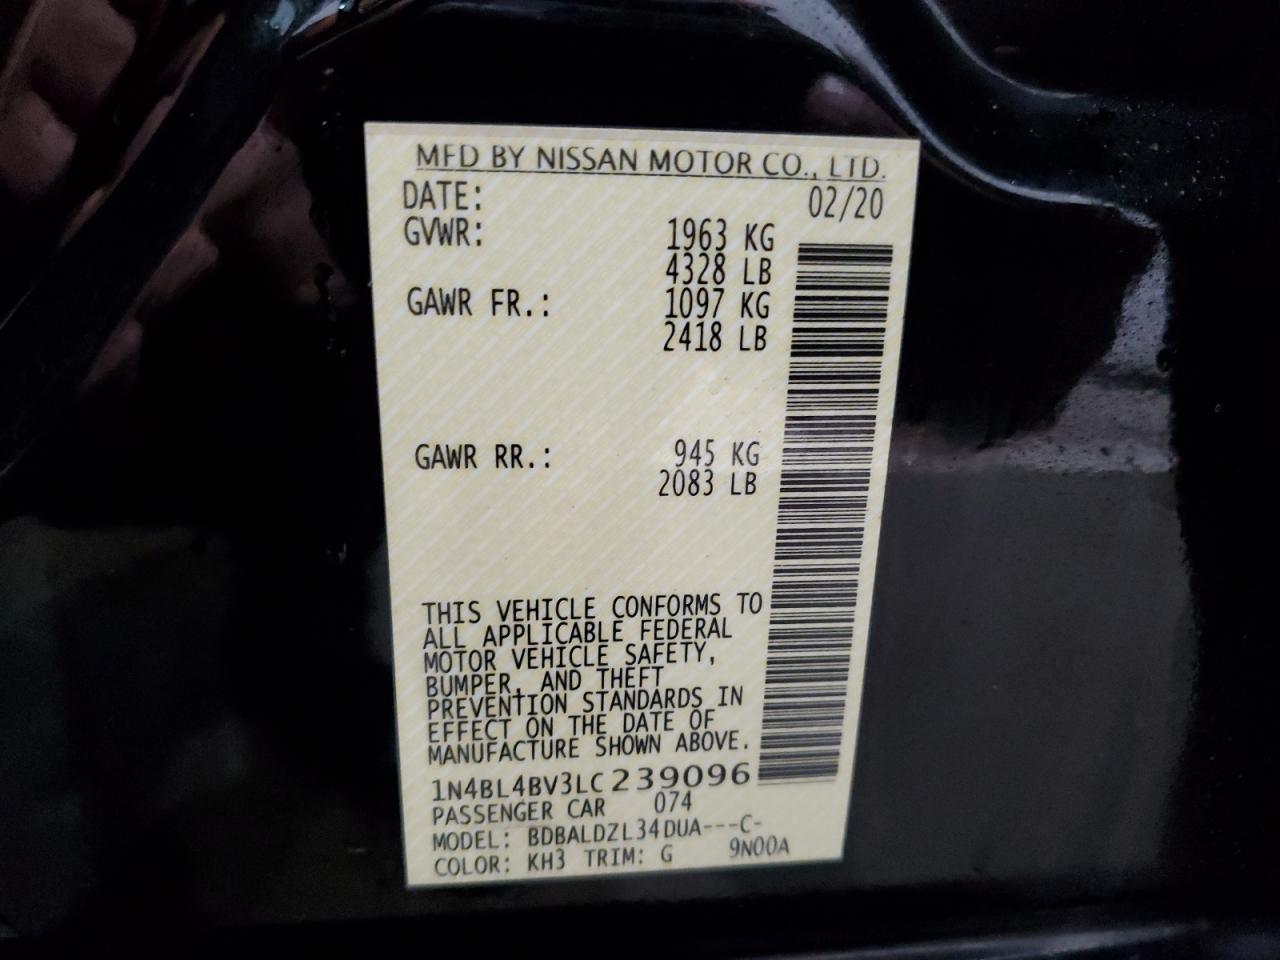 MFD BY NISSAN MOTOR CO., LTD.
DATE: 02/20
GVWR: 1963 KG
4328 LB
GAWR FR.: 1097 KG
2418 LB
GAWR RR.: 945 KG
2083 LB
THIS VEHICLE CONFORMS TO
ALL APPLICABLE FEDERAL
MOTOR VEHICLE SAFETY,
BUMPER, AND THEFT
PREVENTION STANDARDS IN
EFFECT ON THE DATE OF
MANUFACTURE SHOWN ABOVE.
1N4BL4BV3LC239096
PASSENGER CAR 074
MODEL: BDBALDZL34DUA---C-
COLOR: KH3 TRIM: G 9N00A